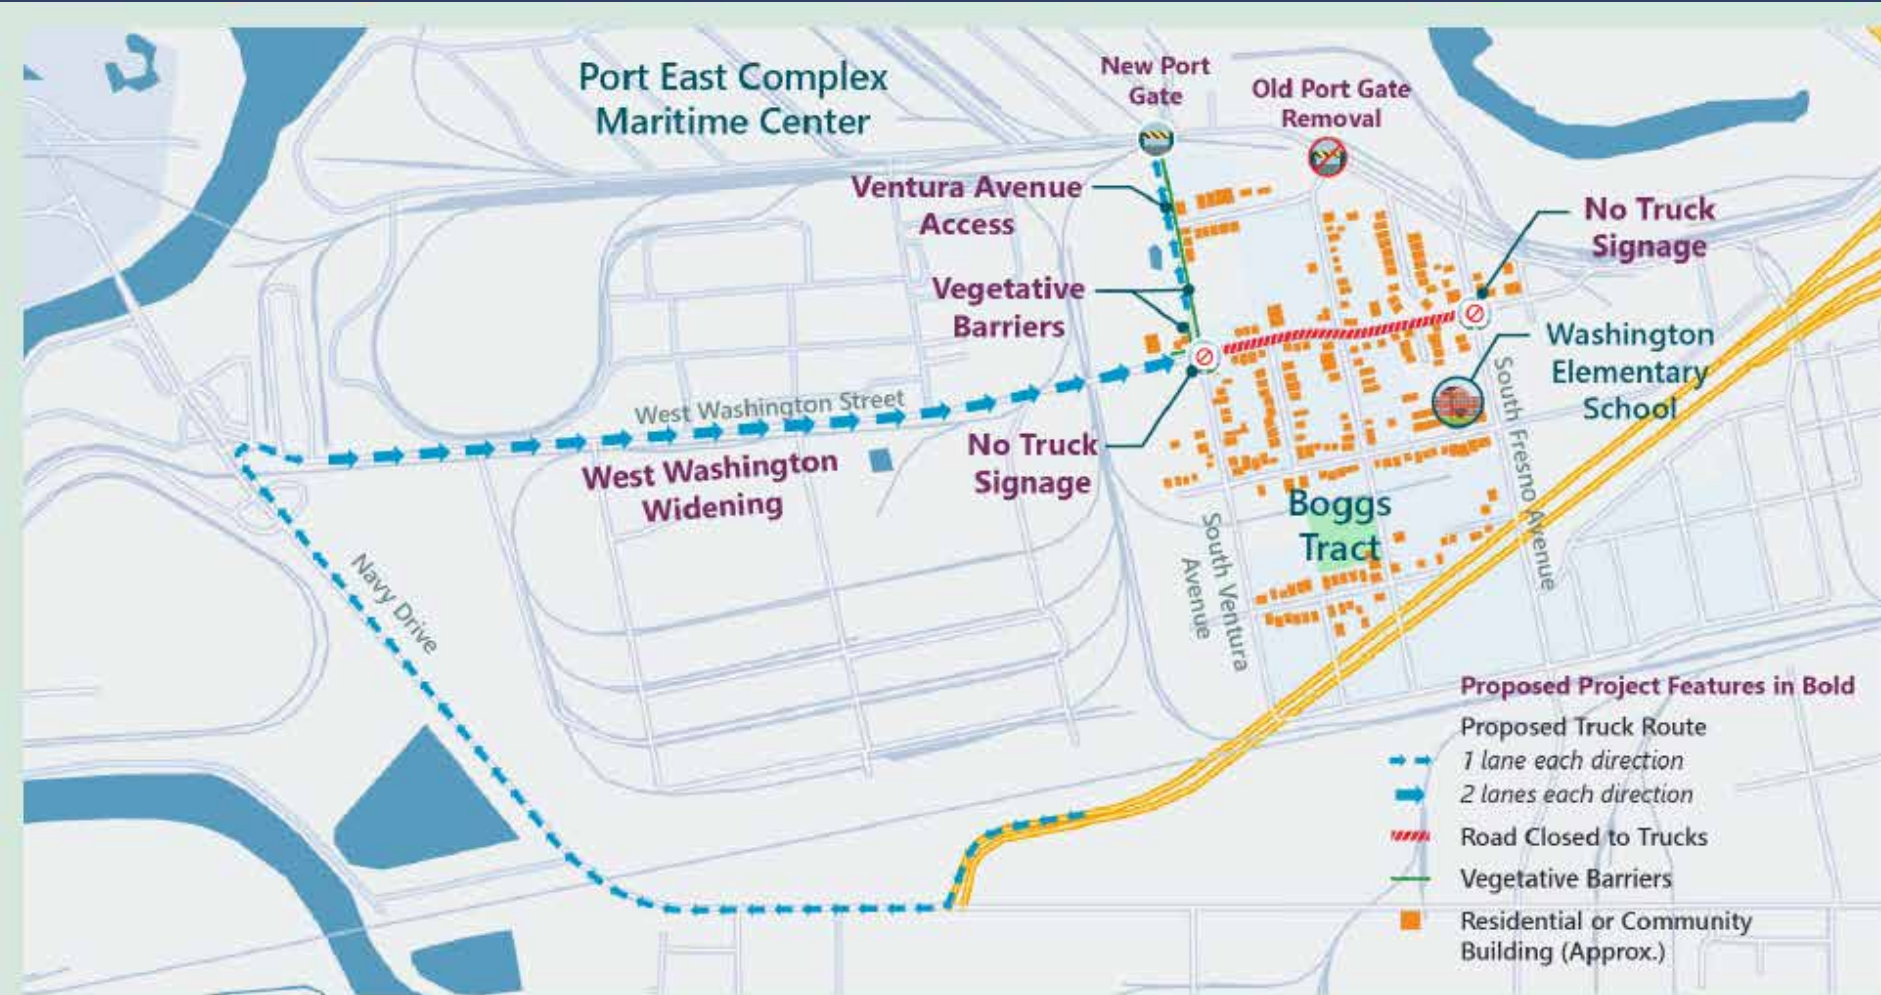 Port East Complex
Maritime Center
New Port
Gate
Old Port Gate
Removal
Ventura Avenue
Access
No Truck
Signage
Vegetative
Barriers
Washington
Elementary
School
West Washington Street
West Washington
Widening
No Truck
Signage
South Fresno Avenue
Boggs
Tract
South Ventura
Avenue
Navy Drive
Proposed Project Features in Bold
Proposed Truck Route
1 lane each direction
2 lanes each direction
Road Closed to Trucks
Vegetative Barriers
Residential or Community
Building (Approx.)